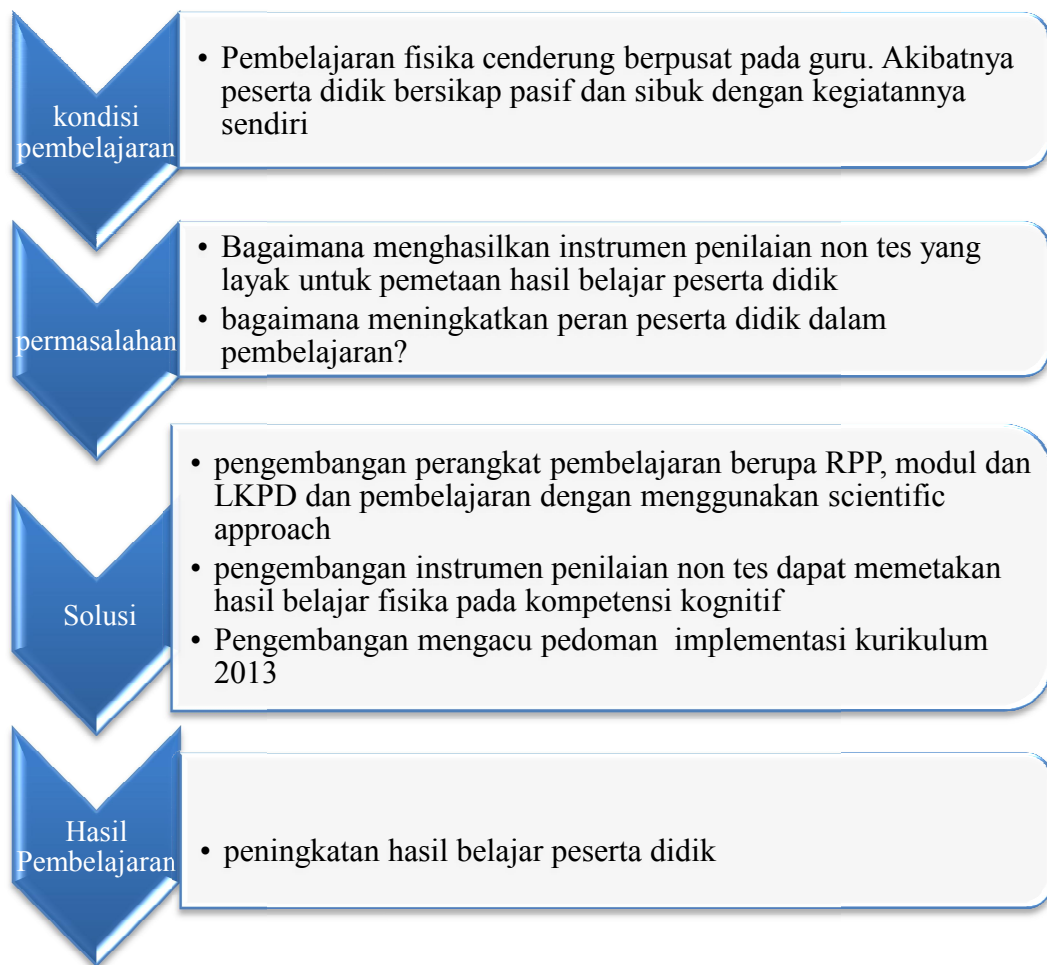 kondisi
pembelajaran
• Pembelajaran fisika cenderung berpusat pada guru. Akibatnya
peserta didik bersikap pasif dan sibuk dengan kegiatannya
sendiri
permasalahan
• Bagaimana menghasilkan instrumen penilaian non tes yang
layak untuk pemetaan hasil belajar peserta didik
• bagaimana meningkatkan peran peserta didik dalam
pembelajaran?
Solusi
• pengembangan perangkat pembelajaran berupa RPP, modul dan
LKPD dan pembelajaran dengan menggunakan scientific
approach
• pengembangan instrumen penilaian non tes dapat memetakan
hasil belajar fisika pada kompetensi kognitif
• Pengembangan mengacu pedoman implementasi kurikulum
2013
Hasil
Pembelajaran
• peningkatan hasil belajar peserta didik